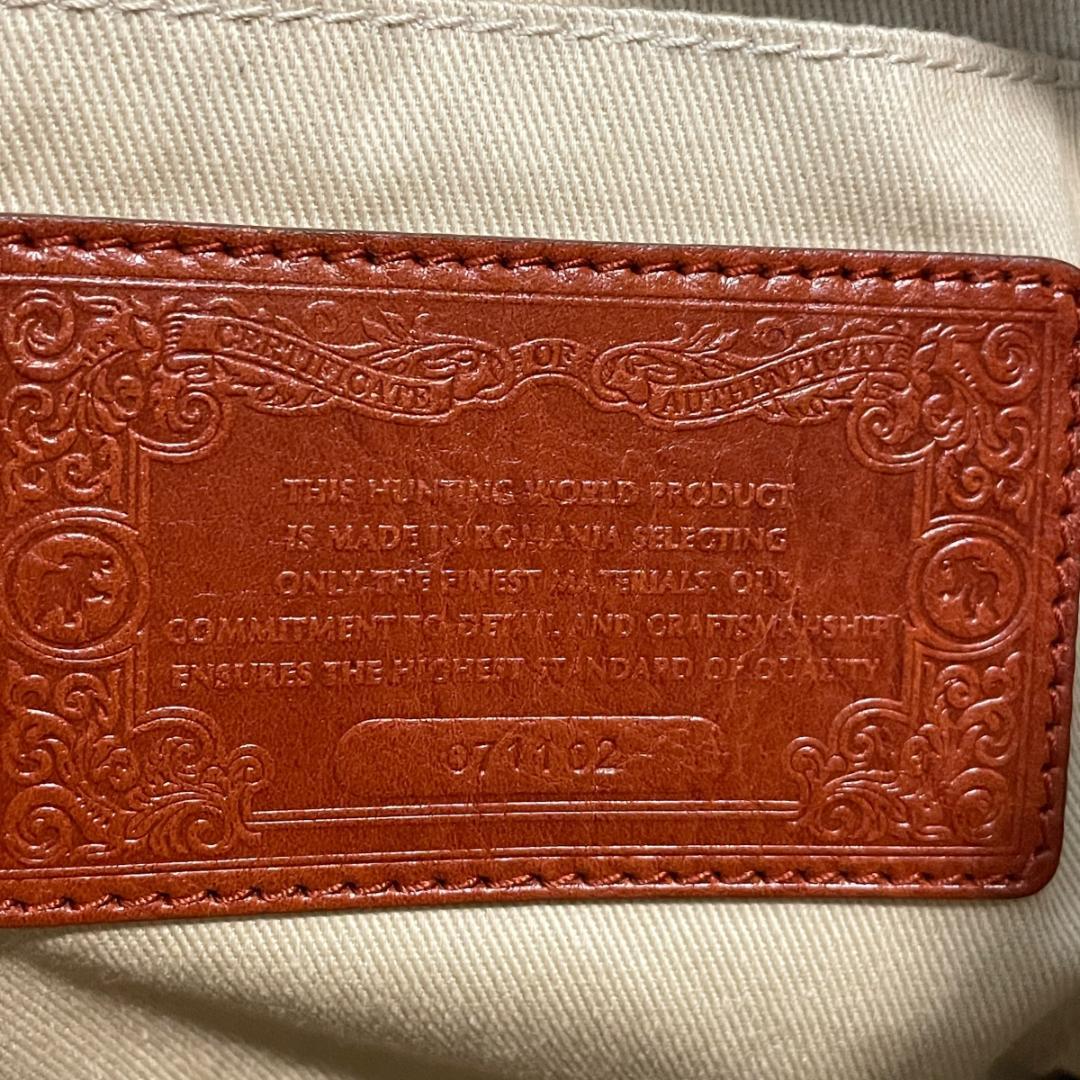 CERTIFICATE OF AUTHENTICITY
THIS HUNTING WORLD PRODUCT
IS MADE IN ROMANIA SELECTING
ONLY THE FINEST MATERIALS. OUR
COMMITMENT TO DETAIL AND CRAFTSMANSHIP
ENSURES THE HIGHEST STANDARD OF QUALITY.
071102